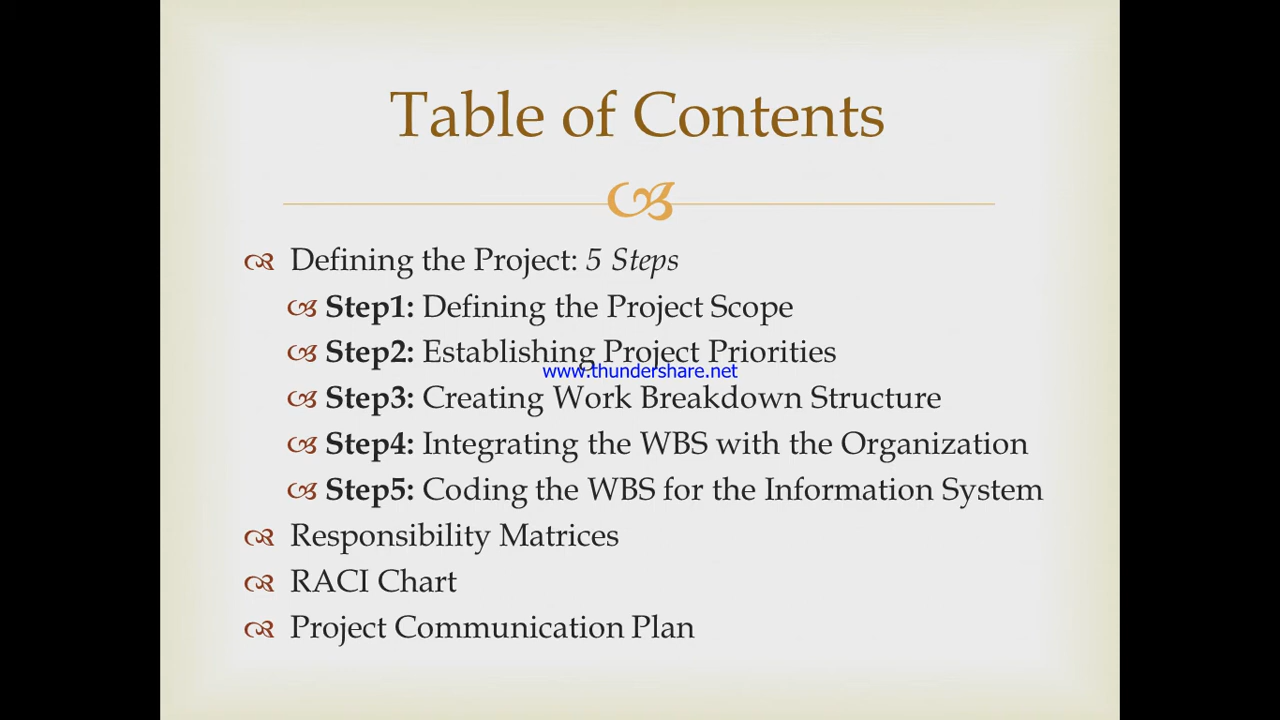 Table of Contents
Defining the Project: 5 Steps
Step1: Defining the Project Scope
Step2: Establishing Project Priorities
www.thundershare.net
Step3: Creating Work Breakdown Structure
Step4: Integrating the WBS with the Organization
Step5: Coding the WBS for the Information System
Responsibility Matrices
RACI Chart
Project Communication Plan